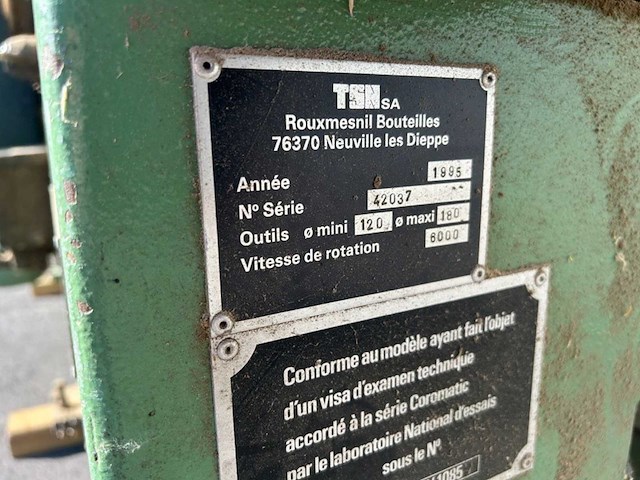 TSN SA
Rouxmesnil Bouteilles
76370 Neuville les Dieppe
Année 1995
Nº Série 42037
Outils ø mini 120 ø maxi 180
Vitesse de rotation 6000
Conforme au modèle ayant fait l'objet
d'un visa d'examen technique
accordé à la série Coromatic
par le laboratoire National d'essais
sous le Nº